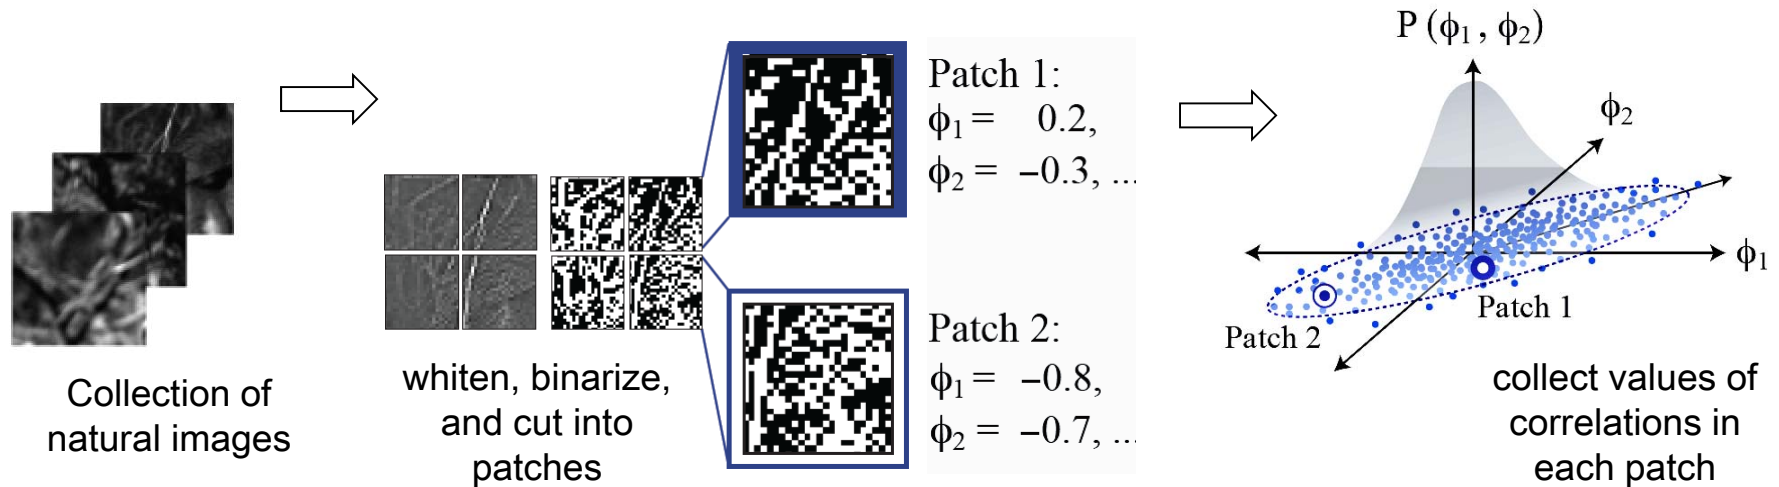 Collection of
natural images
whiten, binarize,
and cut into
patches
Patch 1:
ϕ₁ = 0.2,
ϕ₂ = −0.3, ...
Patch 2:
ϕ₁ = −0.8,
ϕ₂ = −0.7, ...
P (ϕ₁ , ϕ₂)
ϕ₂
ϕ₁
Patch 1
Patch 2
collect values of
correlations in
each patch